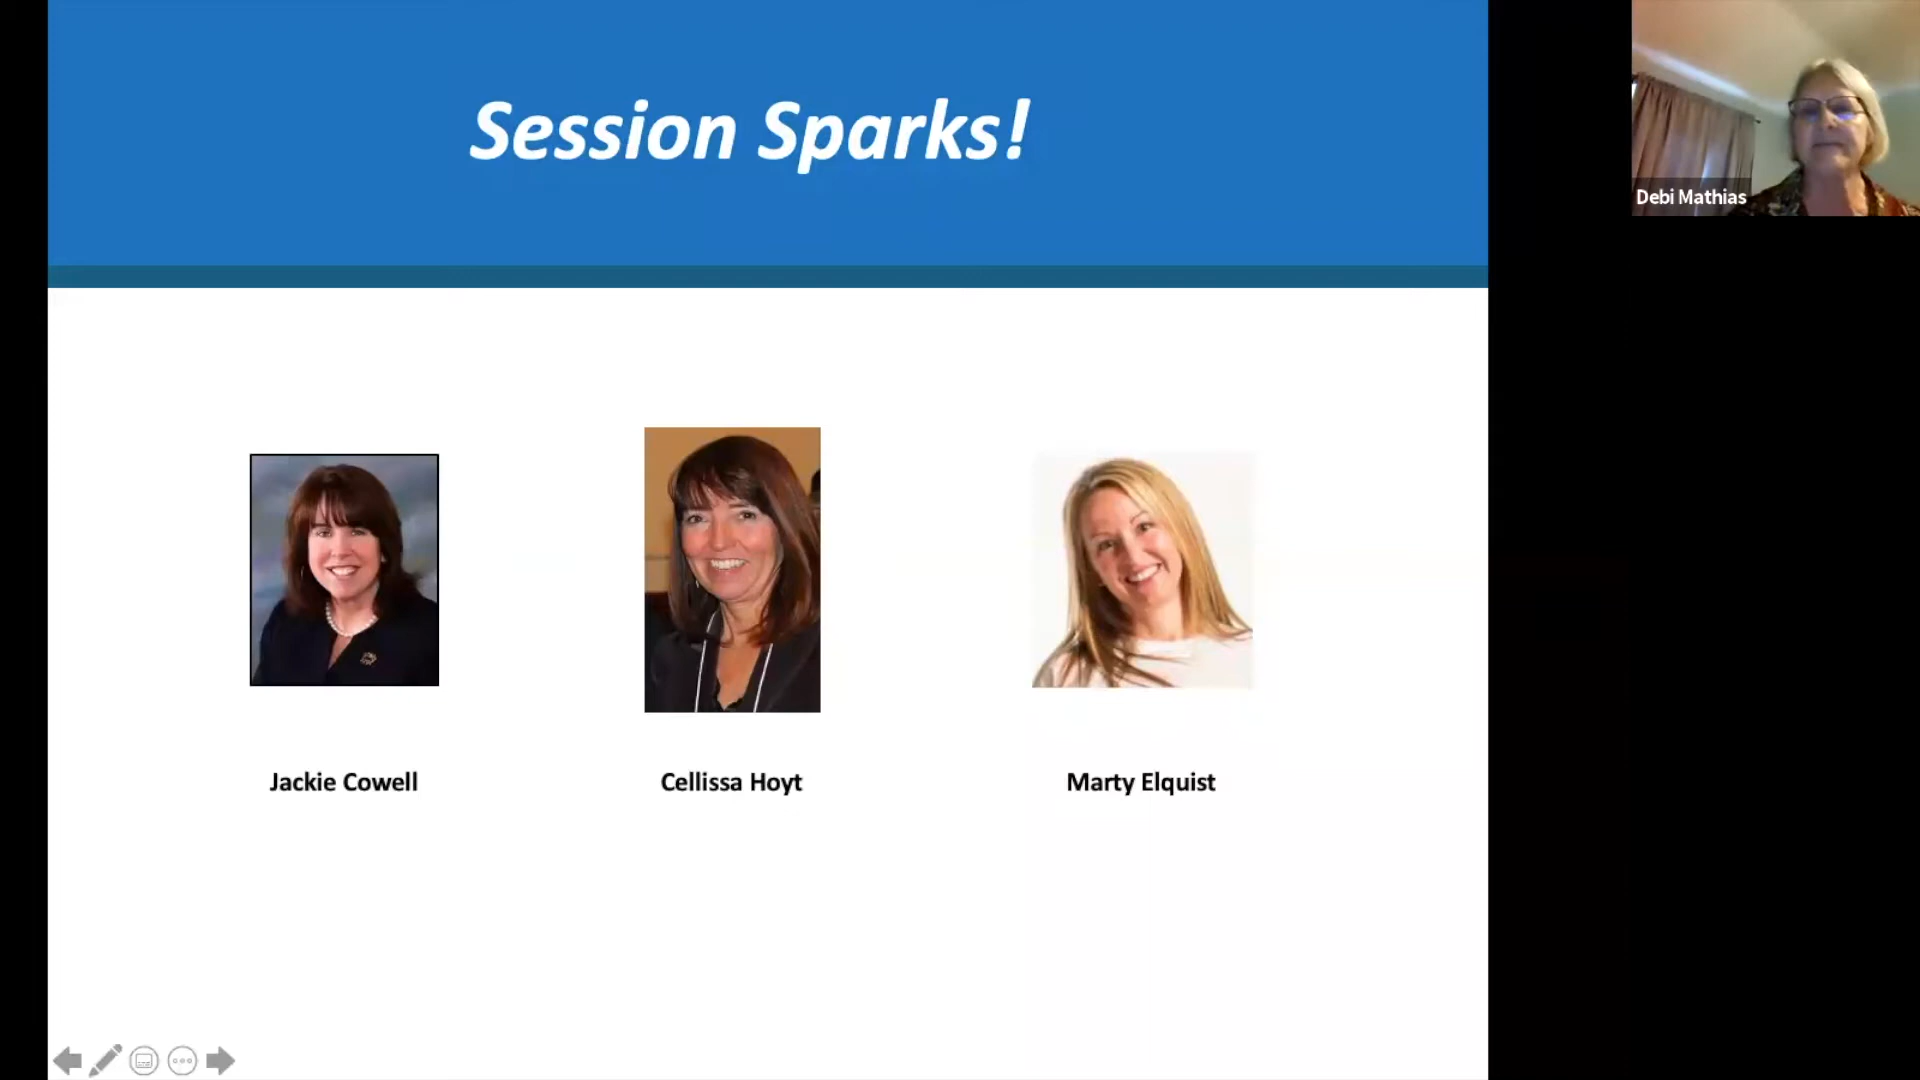 Session Sparks!
Debi Mathias
Jackie Cowell
Cellissa Hoyt
Marty Elquist